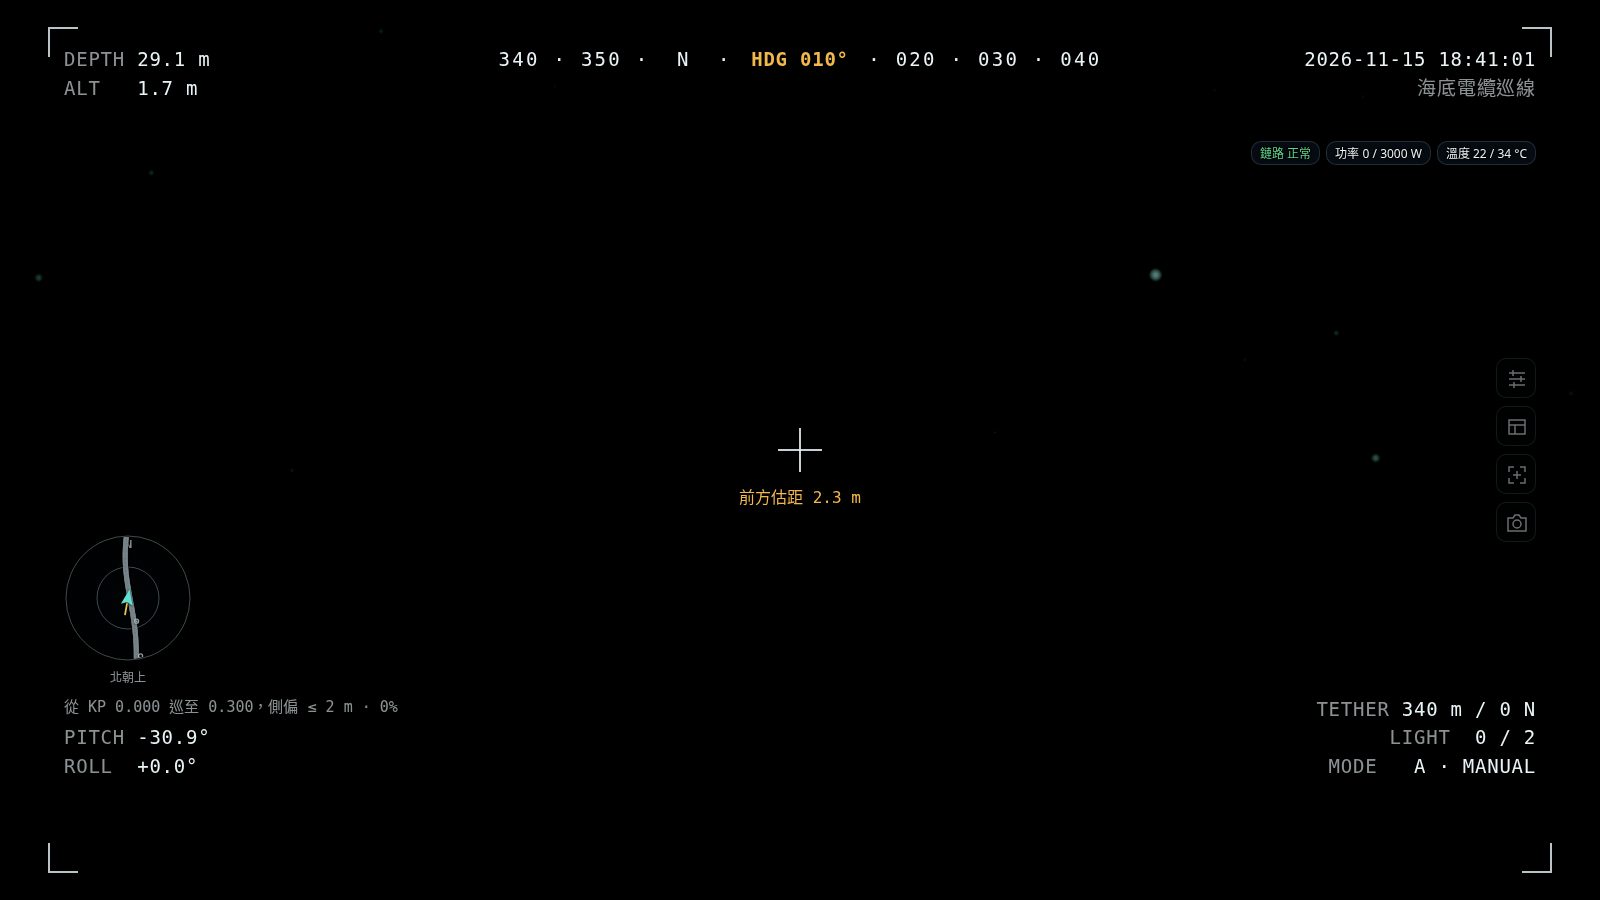 DEPTH 29.1 m
ALT 1.7 m
340 · 350 · N · HDG 010° · 020 · 030 · 040
2026-11-15 18:41:01
海底電纜巡線
鏈路 正常
功率 0 / 3000 W
溫度 22 / 34 °C
前方估距 2.3 m
北朝上
從 KP 0.000 巡至 0.300，側偏 ≤ 2 m · 0%
PITCH -30.9°
ROLL +0.0°
TETHER 340 m / 0 N
LIGHT 0 / 2
MODE A · MANUAL